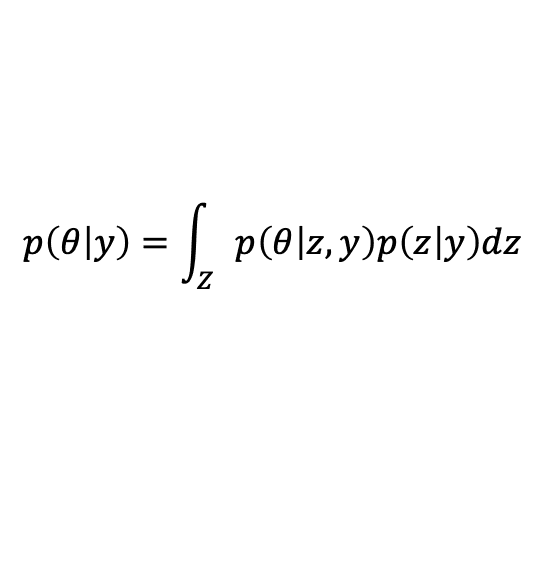 p(θ|y) = ∫_Z p(θ|z, y)p(z|y)dz